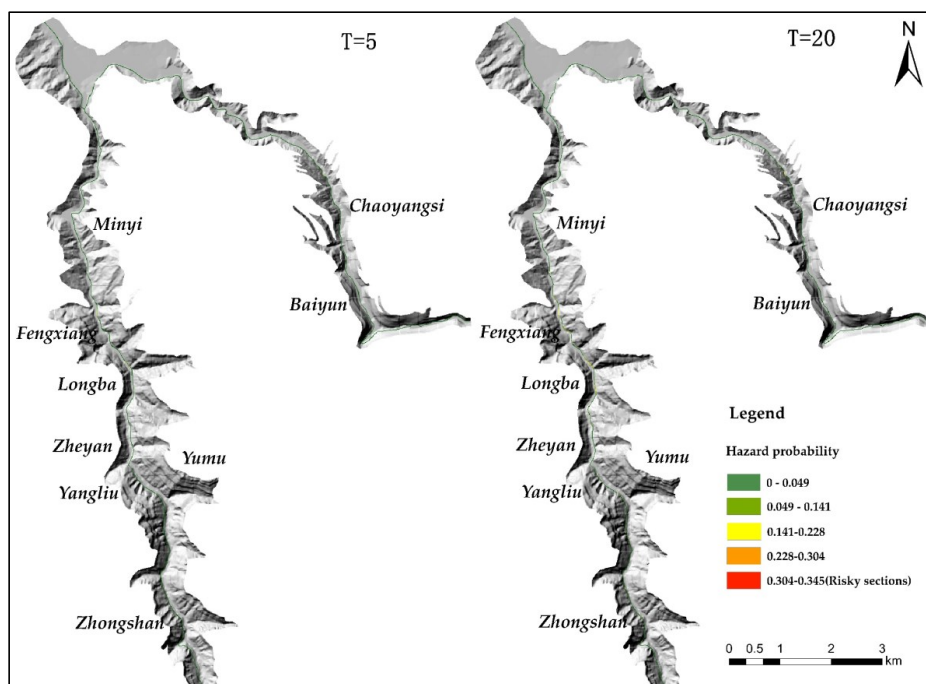 T=5
Minyi
Chaoyangsi
Baiyun
Fengxiang
Longba
Zheyan
Yumu
Yangliu
Zhongshan
T=20
N
Minyi
Chaoyangsi
Baiyun
Fengxiang
Longba
Zheyan
Yumu
Yangliu
Zhongshan
Legend
Hazard probability
0 - 0.049
0.049 - 0.141
0.141-0.228
0.228-0.304
0.304-0.345(Risky sections)
0 0.5 1 2 3
km